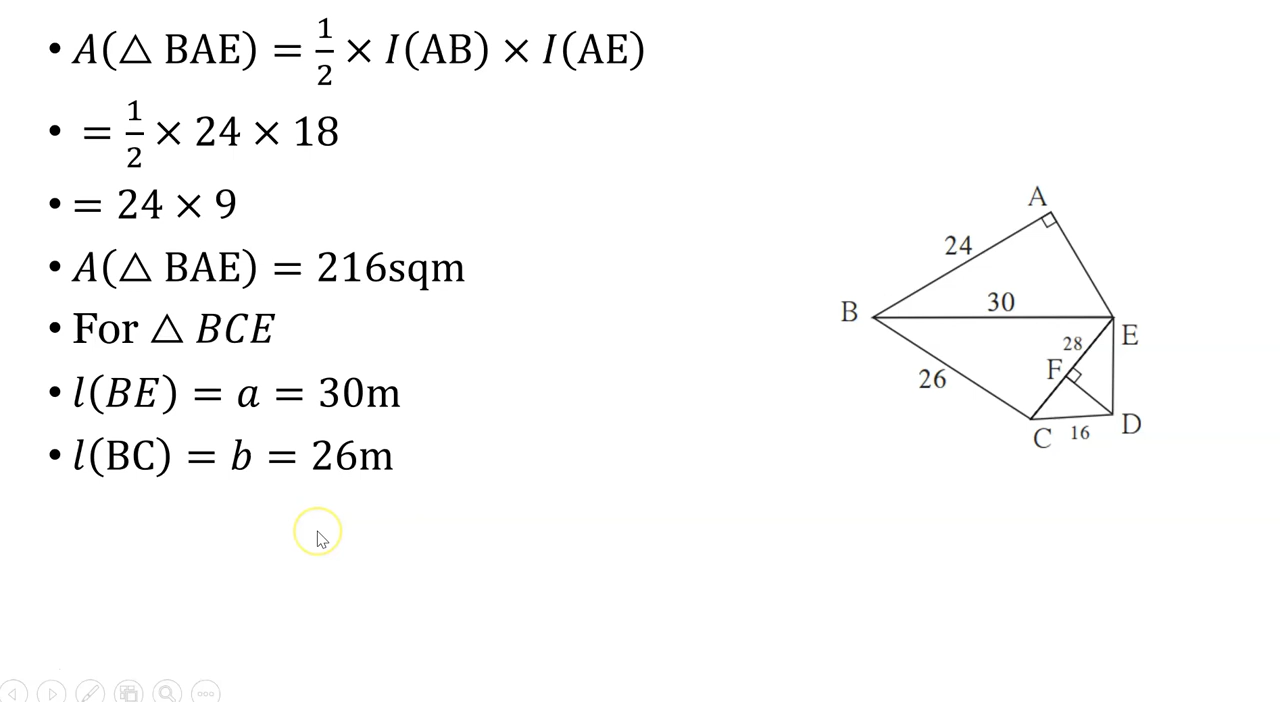 • A(△ BAE) = 1/2 × I(AB) × I(AE)
• = 1/2 × 24 × 18
• = 24 × 9
• A(△ BAE) = 216sqm
• For △ BCE
• l(BE) = a = 30m
• l(BC) = b = 26m
A
24
30
B
E
28
F
26
D
C
16